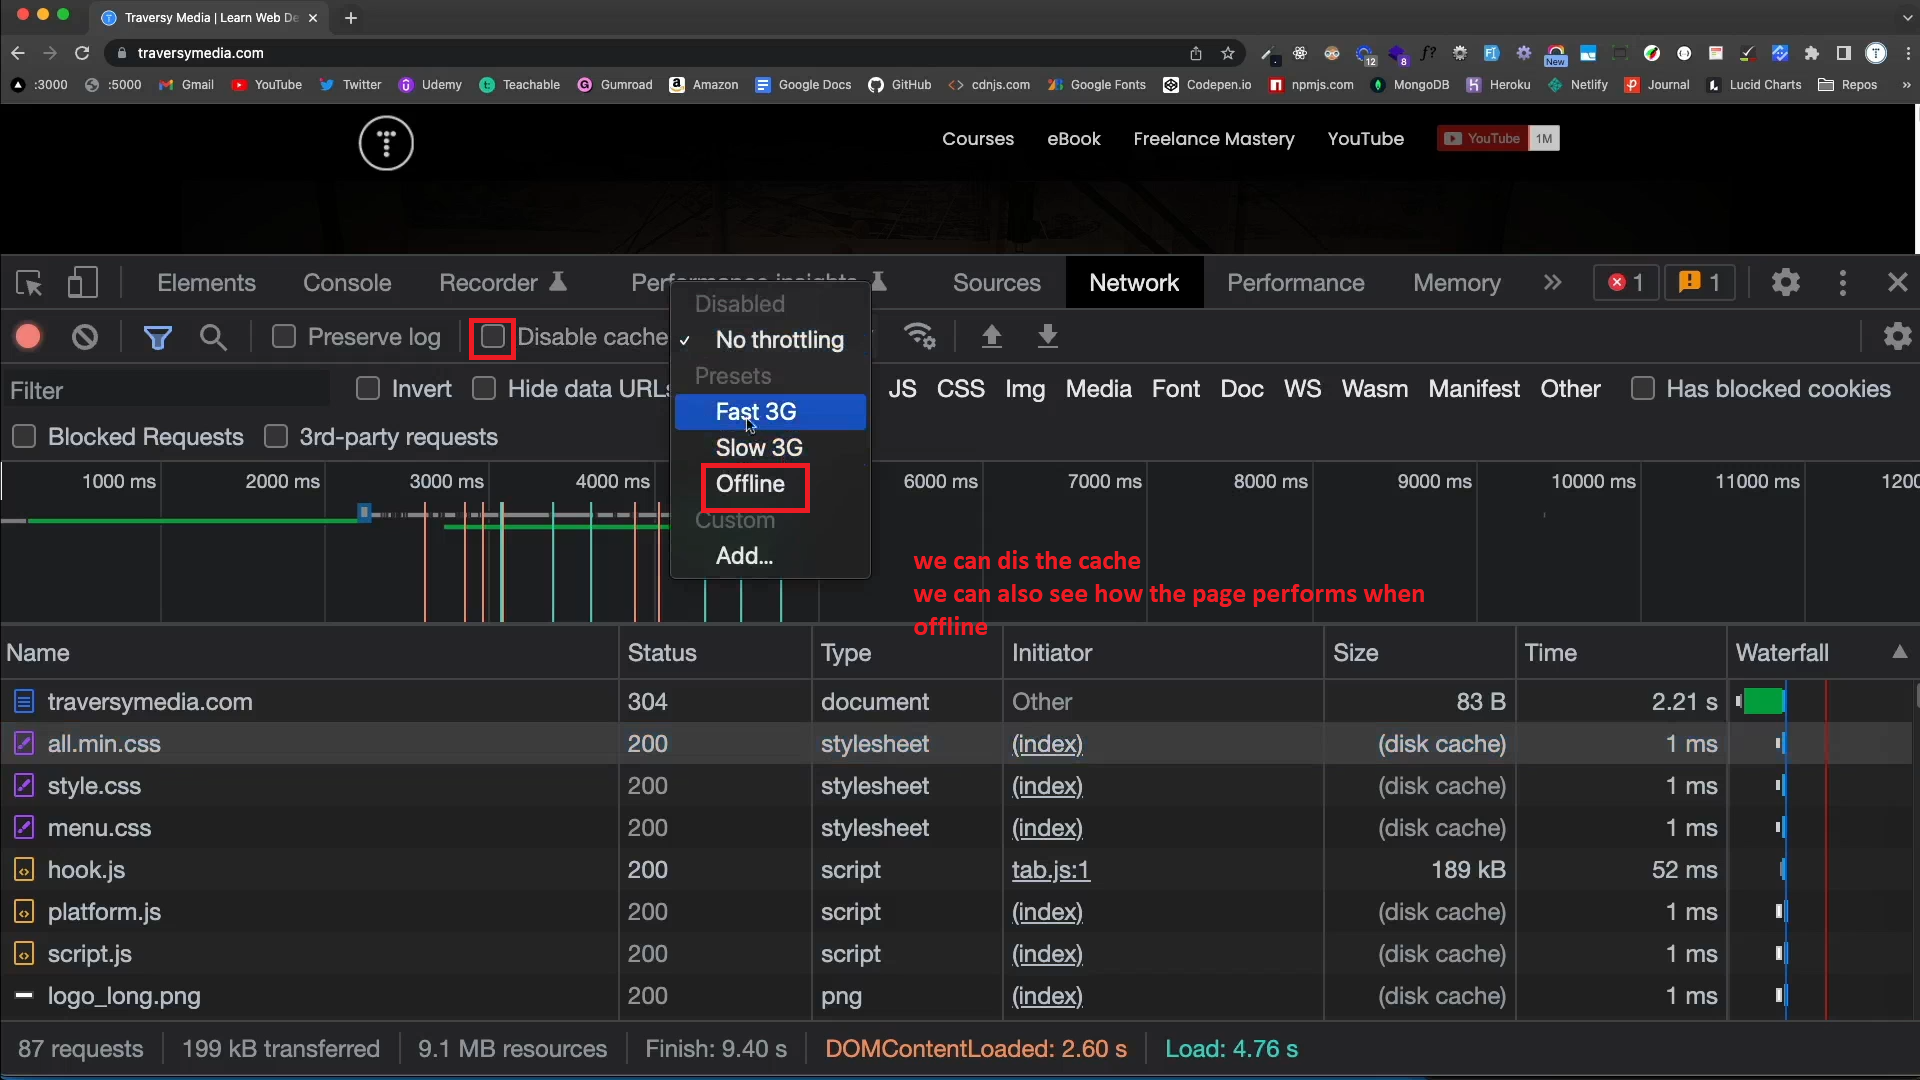 Traversy Media | Learn Web De
traversymedia.com
12
8
f?
New
:3000
:5000
Gmail
YouTube
Twitter
Udemy
Teachable
Gumroad
Amazon
Google Docs
GitHub
cdnjs.com
Google Fonts
Codepen.io
npmjs.com
MongoDB
Heroku
Netlify
Journal
Lucid Charts
Repos
»
Courses
eBook
Freelance Mastery
YouTube
YouTube 1M
Elements
Console
Recorder
Performance insights
Sources
Network
Performance
Memory
»
1
1
Preserve log
Disable cache
Disabled
✓ No throttling
Presets
Fast 3G
Slow 3G
Offline
Custom
Add...
Filter
Invert
Hide data URLs
JS
CSS
Img
Media
Font
Doc
WS
Wasm
Manifest
Other
Has blocked cookies
Blocked Requests
3rd-party requests
1000 ms
2000 ms
3000 ms
4000 ms
6000 ms
7000 ms
8000 ms
9000 ms
10000 ms
11000 ms
1200
we can dis the cache
we can also see how the page performs when
offline
Name Status Type Initiator Size Time Waterfall
traversymedia.com 304 document Other 83 B 2.21 s
all.min.css 200 stylesheet (index) (disk cache) 1 ms
style.css 200 stylesheet (index) (disk cache) 1 ms
menu.css 200 stylesheet (index) (disk cache) 1 ms
hook.js 200 script tab.js:1 189 kB 52 ms
platform.js 200 script (index) (disk cache) 1 ms
script.js 200 script (index) (disk cache) 1 ms
logo_long.png 200 png (index) (disk cache) 1 ms
87 requests 199 kB transferred 9.1 MB resources Finish: 9.40 s DOMContentLoaded: 2.60 s Load: 4.76 s